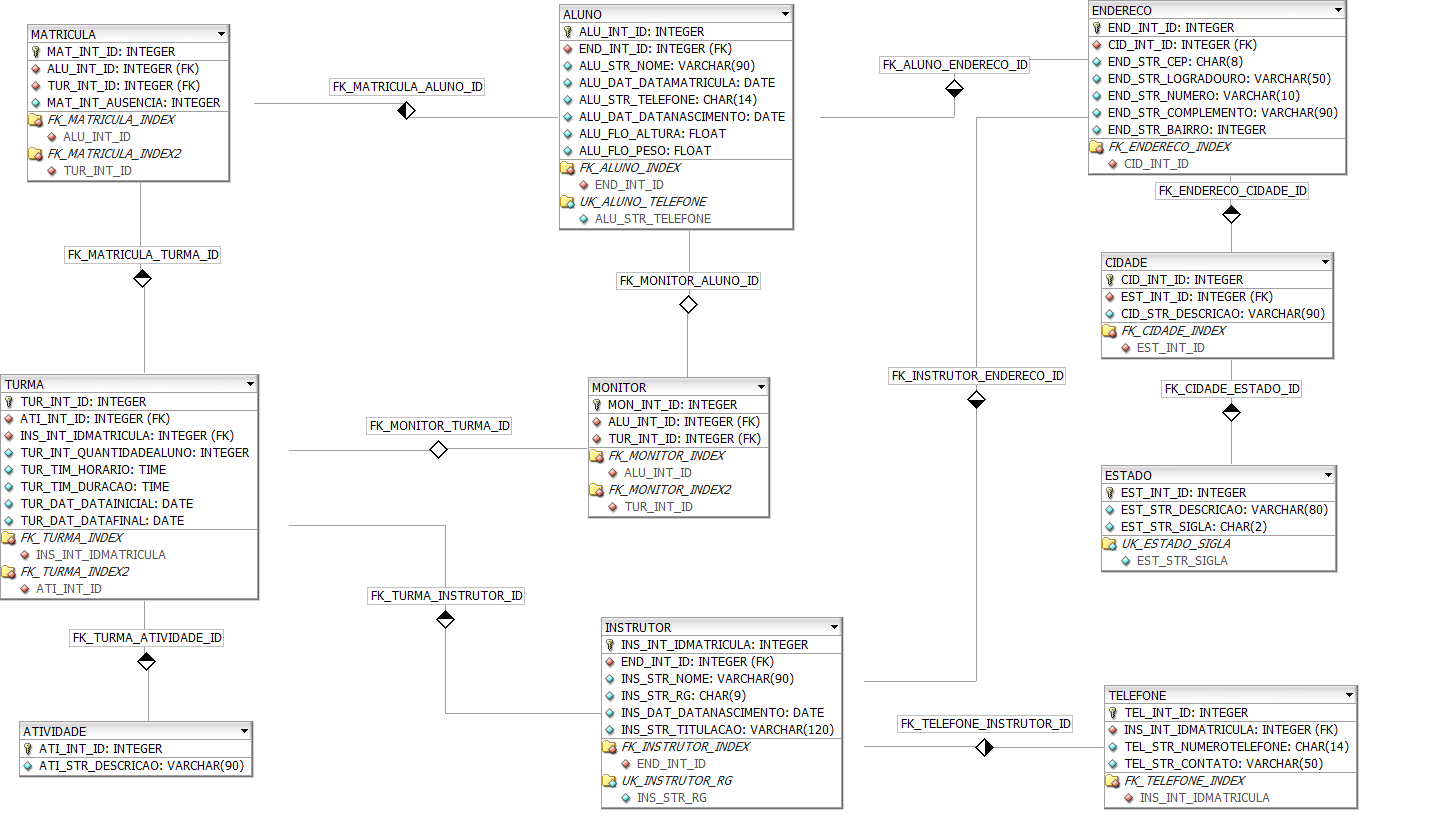 MATRICULA
MAT_INT_ID: INTEGER
ALU_INT_ID: INTEGER (FK)
TUR_INT_ID: INTEGER (FK)
MAT_INT_AUSENCIA: INTEGER
FK_MATRICULA_INDEX
ALU_INT_ID
FK_MATRICULA_INDEX2
TUR_INT_ID
FK_MATRICULA_ALUNO_ID
ALUNO
ALU_INT_ID: INTEGER
END_INT_ID: INTEGER (FK)
ALU_STR_NOME: VARCHAR(90)
ALU_DAT_DATAMATRICULA: DATE
ALU_STR_TELEFONE: CHAR(14)
ALU_DAT_DATANASCIMENTO: DATE
ALU_FLO_ALTURA: FLOAT
ALU_FLO_PESO: FLOAT
FK_ALUNO_INDEX
END_INT_ID
UK_ALUNO_TELEFONE
ALU_STR_TELEFONE
FK_ALUNO_ENDERECO_ID
ENDERECO
END_INT_ID: INTEGER
CID_INT_ID: INTEGER (FK)
END_STR_CEP: CHAR(8)
END_STR_LOGRADOURO: VARCHAR(50)
END_STR_NUMERO: VARCHAR(10)
END_STR_COMPLEMENTO: VARCHAR(90)
END_STR_BAIRRO: INTEGER
FK_ENDERECO_INDEX
CID_INT_ID
FK_ENDERECO_CIDADE_ID
FK_MATRICULA_TURMA_ID
FK_MONITOR_ALUNO_ID
CIDADE
CID_INT_ID: INTEGER
EST_INT_ID: INTEGER (FK)
CID_STR_DESCRICAO: VARCHAR(90)
FK_CIDADE_INDEX
EST_INT_ID
FK_INSTRUTOR_ENDERECO_ID
FK_CIDADE_ESTADO_ID
TURMA
TUR_INT_ID: INTEGER
ATI_INT_ID: INTEGER (FK)
INS_INT_IDMATRICULA: INTEGER (FK)
TUR_INT_QUANTIDADEALUNO: INTEGER
TUR_TIM_HORARIO: TIME
TUR_TIM_DURACAO: TIME
TUR_DAT_DATAINICIAL: DATE
TUR_DAT_DATAFINAL: DATE
FK_TURMA_INDEX
INS_INT_IDMATRICULA
FK_TURMA_INDEX2
ATI_INT_ID
FK_MONITOR_TURMA_ID
MONITOR
MON_INT_ID: INTEGER
ALU_INT_ID: INTEGER (FK)
TUR_INT_ID: INTEGER (FK)
FK_MONITOR_INDEX
ALU_INT_ID
FK_MONITOR_INDEX2
TUR_INT_ID
ESTADO
EST_INT_ID: INTEGER
EST_STR_DESCRICAO: VARCHAR(80)
EST_STR_SIGLA: CHAR(2)
UK_ESTADO_SIGLA
EST_STR_SIGLA
FK_TURMA_INSTRUTOR_ID
FK_TURMA_ATIVIDADE_ID
INSTRUTOR
INS_INT_IDMATRICULA: INTEGER
END_INT_ID: INTEGER (FK)
INS_STR_NOME: VARCHAR(90)
INS_STR_RG: CHAR(9)
INS_DAT_DATANASCIMENTO: DATE
INS_STR_TITULACAO: VARCHAR(120)
FK_INSTRUTOR_INDEX
END_INT_ID
UK_INSTRUTOR_RG
INS_STR_RG
FK_TELEFONE_INSTRUTOR_ID
TELEFONE
TEL_INT_ID: INTEGER
INS_INT_IDMATRICULA: INTEGER (FK)
TEL_STR_NUMEROTELEFONE: CHAR(14)
TEL_STR_CONTATO: VARCHAR(50)
FK_TELEFONE_INDEX
INS_INT_IDMATRICULA
ATIVIDADE
ATI_INT_ID: INTEGER
ATI_STR_DESCRICAO: VARCHAR(90)